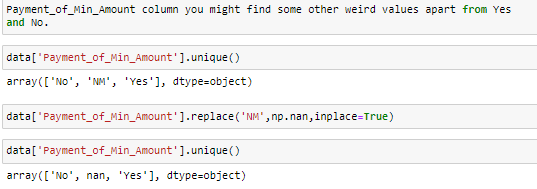 Payment_of_Min_Amount column you might find some other weird values apart from Yes
and No.
data['Payment_of_Min_Amount'].unique()
array(['No', 'NM', 'Yes'], dtype=object)
data['Payment_of_Min_Amount'].replace('NM',np.nan,inplace=True)
data['Payment_of_Min_Amount'].unique()
array(['No', nan, 'Yes'], dtype=object)